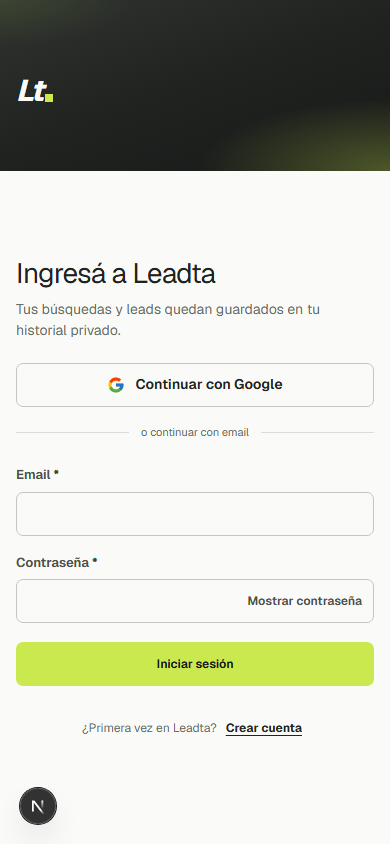 Lt.
Ingresá a Leadta
Tus búsquedas y leads quedan guardados en tu
historial privado.
Continuar con Google
o continuar con email
Email *
Contraseña *
Mostrar contraseña
Iniciar sesión
¿Primera vez en Leadta? Crear cuenta
N